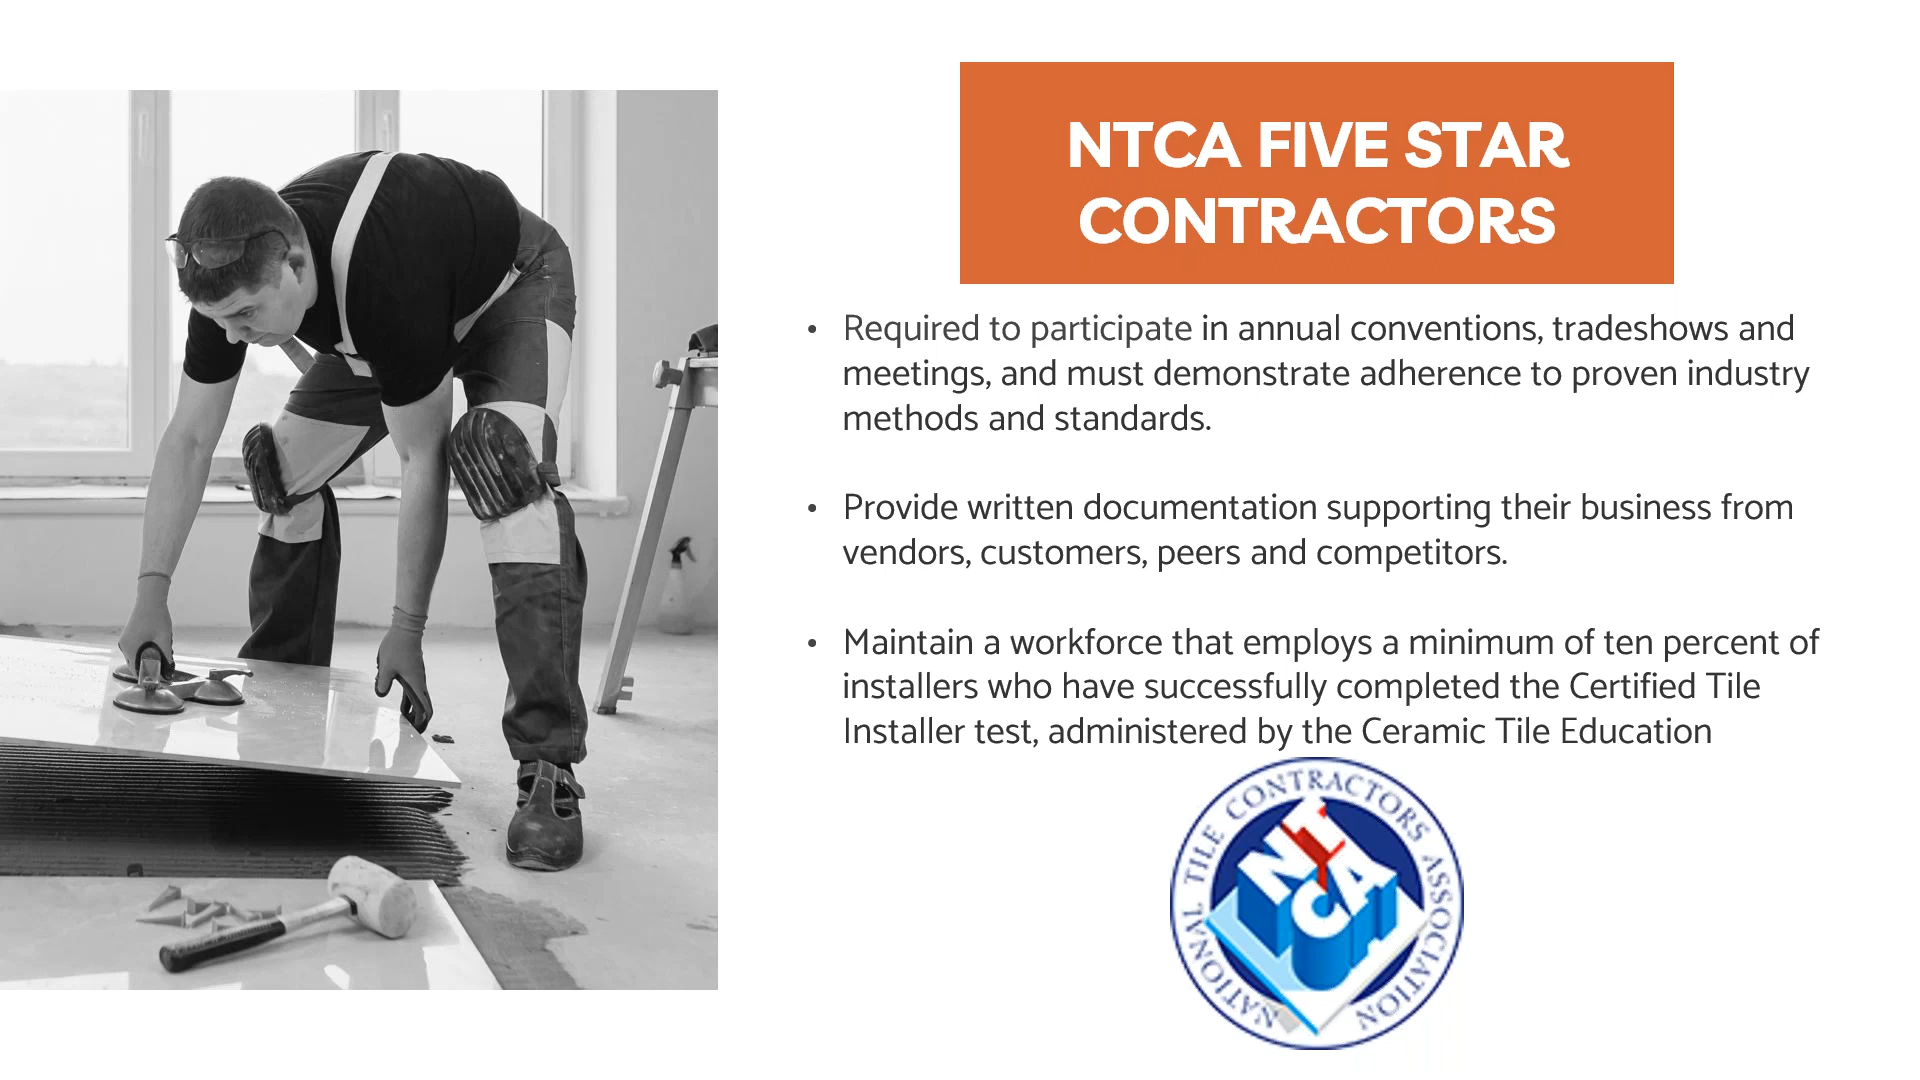 NTCA FIVE STAR
CONTRACTORS
• Required to participate in annual conventions, tradeshows and
meetings, and must demonstrate adherence to proven industry
methods and standards.
• Provide written documentation supporting their business from
vendors, customers, peers and competitors.
• Maintain a workforce that employs a minimum of ten percent of
installers who have successfully completed the Certified Tile
Installer test, administered by the Ceramic Tile Education
NATIONAL TILE CONTRACTORS ASSOCIATION
NTCA